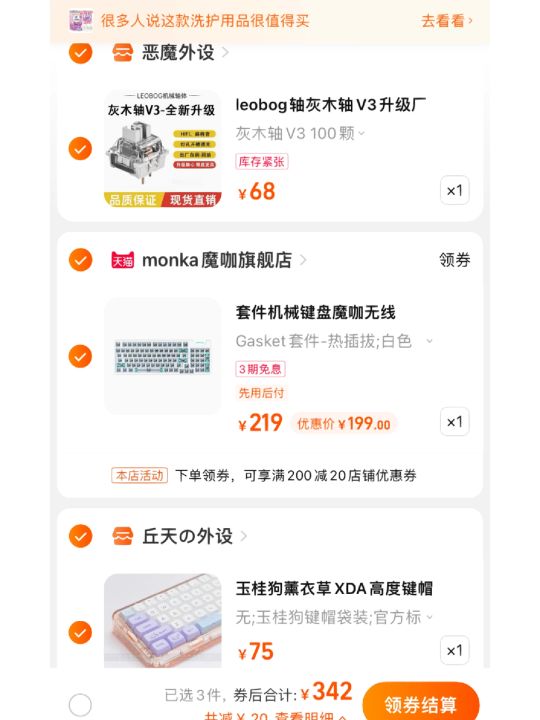 很多人说这款洗护用品很值得买 去看看>
恶魔外设 >
LEOBOG机械轴体
灰木轴V3-全新升级
品质保证 现货直销
leobog轴灰木轴V3升级厂
灰木轴V3 100颗
库存紧张
¥68
×1
天猫 monka魔咖旗舰店 > 领券
套件机械键盘魔咖无线
Gasket套件-热插拔;白色
3期免息
先用后付
¥219 优惠价¥199.00
×1
本店活动 下单领券，可享满200减20店铺优惠券
丘天の外设 >
玉桂狗薰衣草XDA高度键帽
无;玉桂狗键帽袋装;官方标
¥75
×1
已选3件，券后合计:¥342
共减¥20 查看明细
领券结算